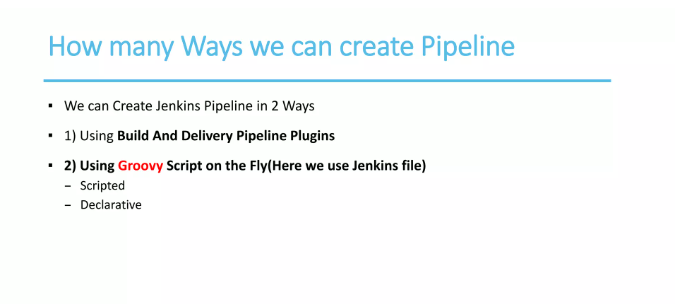 How many Ways we can create Pipeline
▪ We can Create Jenkins Pipeline in 2 Ways
▪ 1) Using Build And Delivery Pipeline Plugins
▪ 2) Using Groovy Script on the Fly(Here we use Jenkins file)
– Scripted
– Declarative